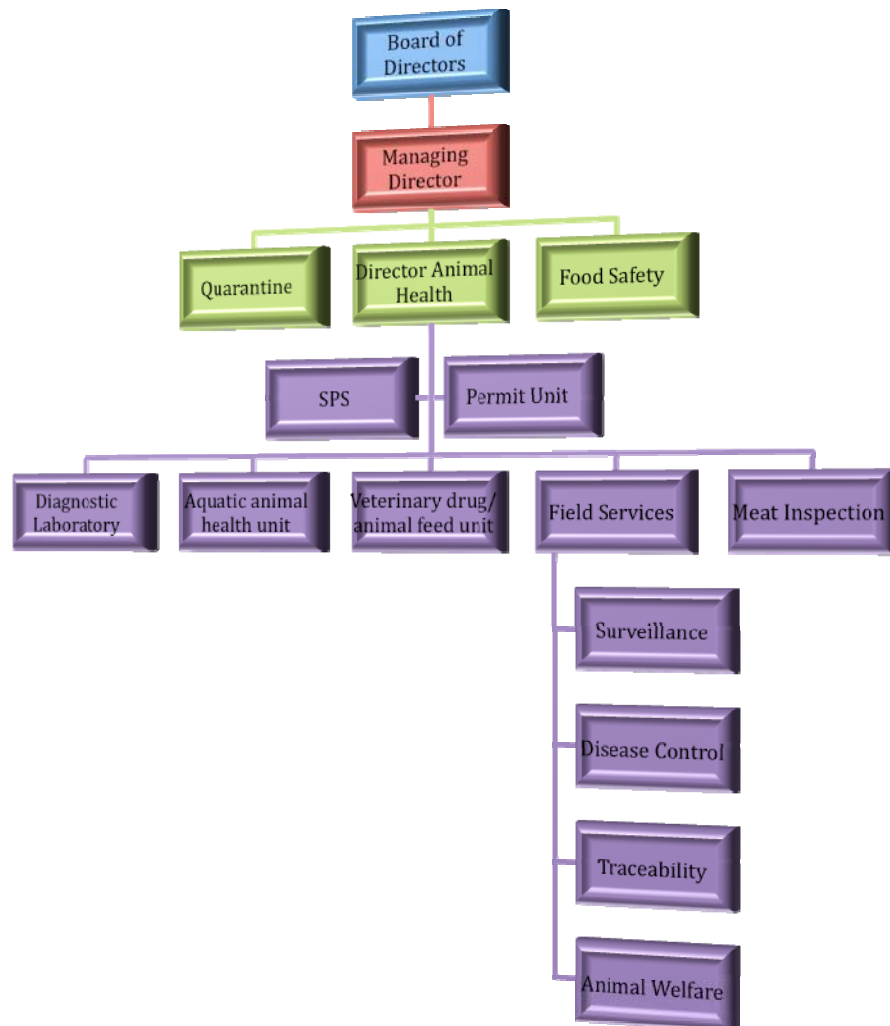 Board of
Directors
Managing
Director
Quarantine
Director Animal
Health
Food Safety
SPS
Permit Unit
Diagnostic
Laboratory
Aquatic animal
health unit
Veterinary drug/
animal feed unit
Field Services
Meat Inspection
Surveillance
Disease Control
Traceability
Animal Welfare